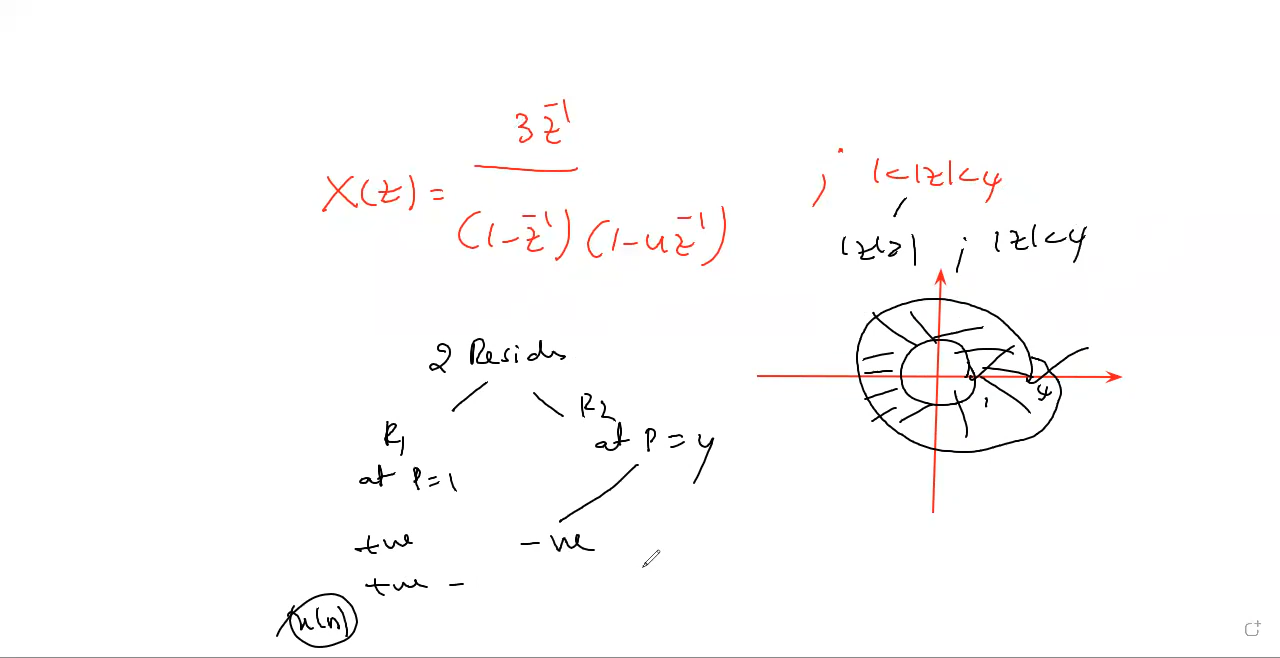 X(z) = 3z⁻¹ / (1-z⁻¹)(1-4z⁻¹) ; 1<|z|<4
|z|>1 ; |z|<4
1 4
2 Resids
R1 R2
at P=1 at P=4
+ve -ve
+ve -
u(n)